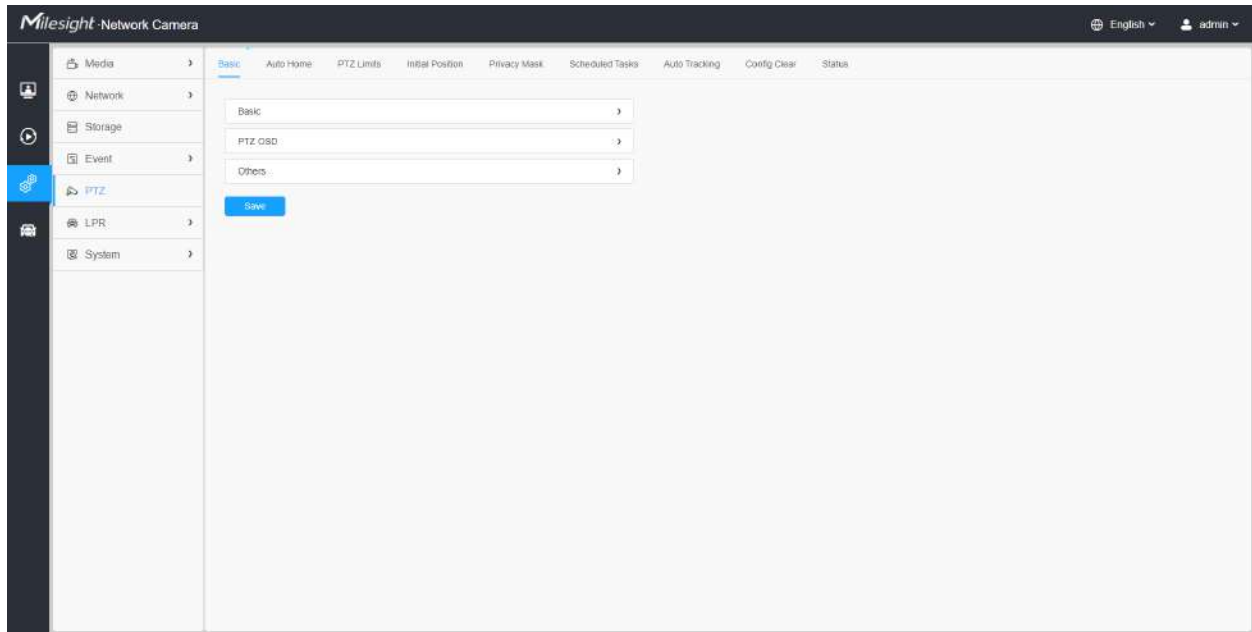 Milesight-Network Camera
English
admin
Media
Network
Storage
Event
PTZ
LPR
System
Basic Auto Home PTZ Limits Initial Position Privacy Mask Scheduled Tasks Auto Tracking Config Clear Status
Basic
PTZ OSD
Others
Save